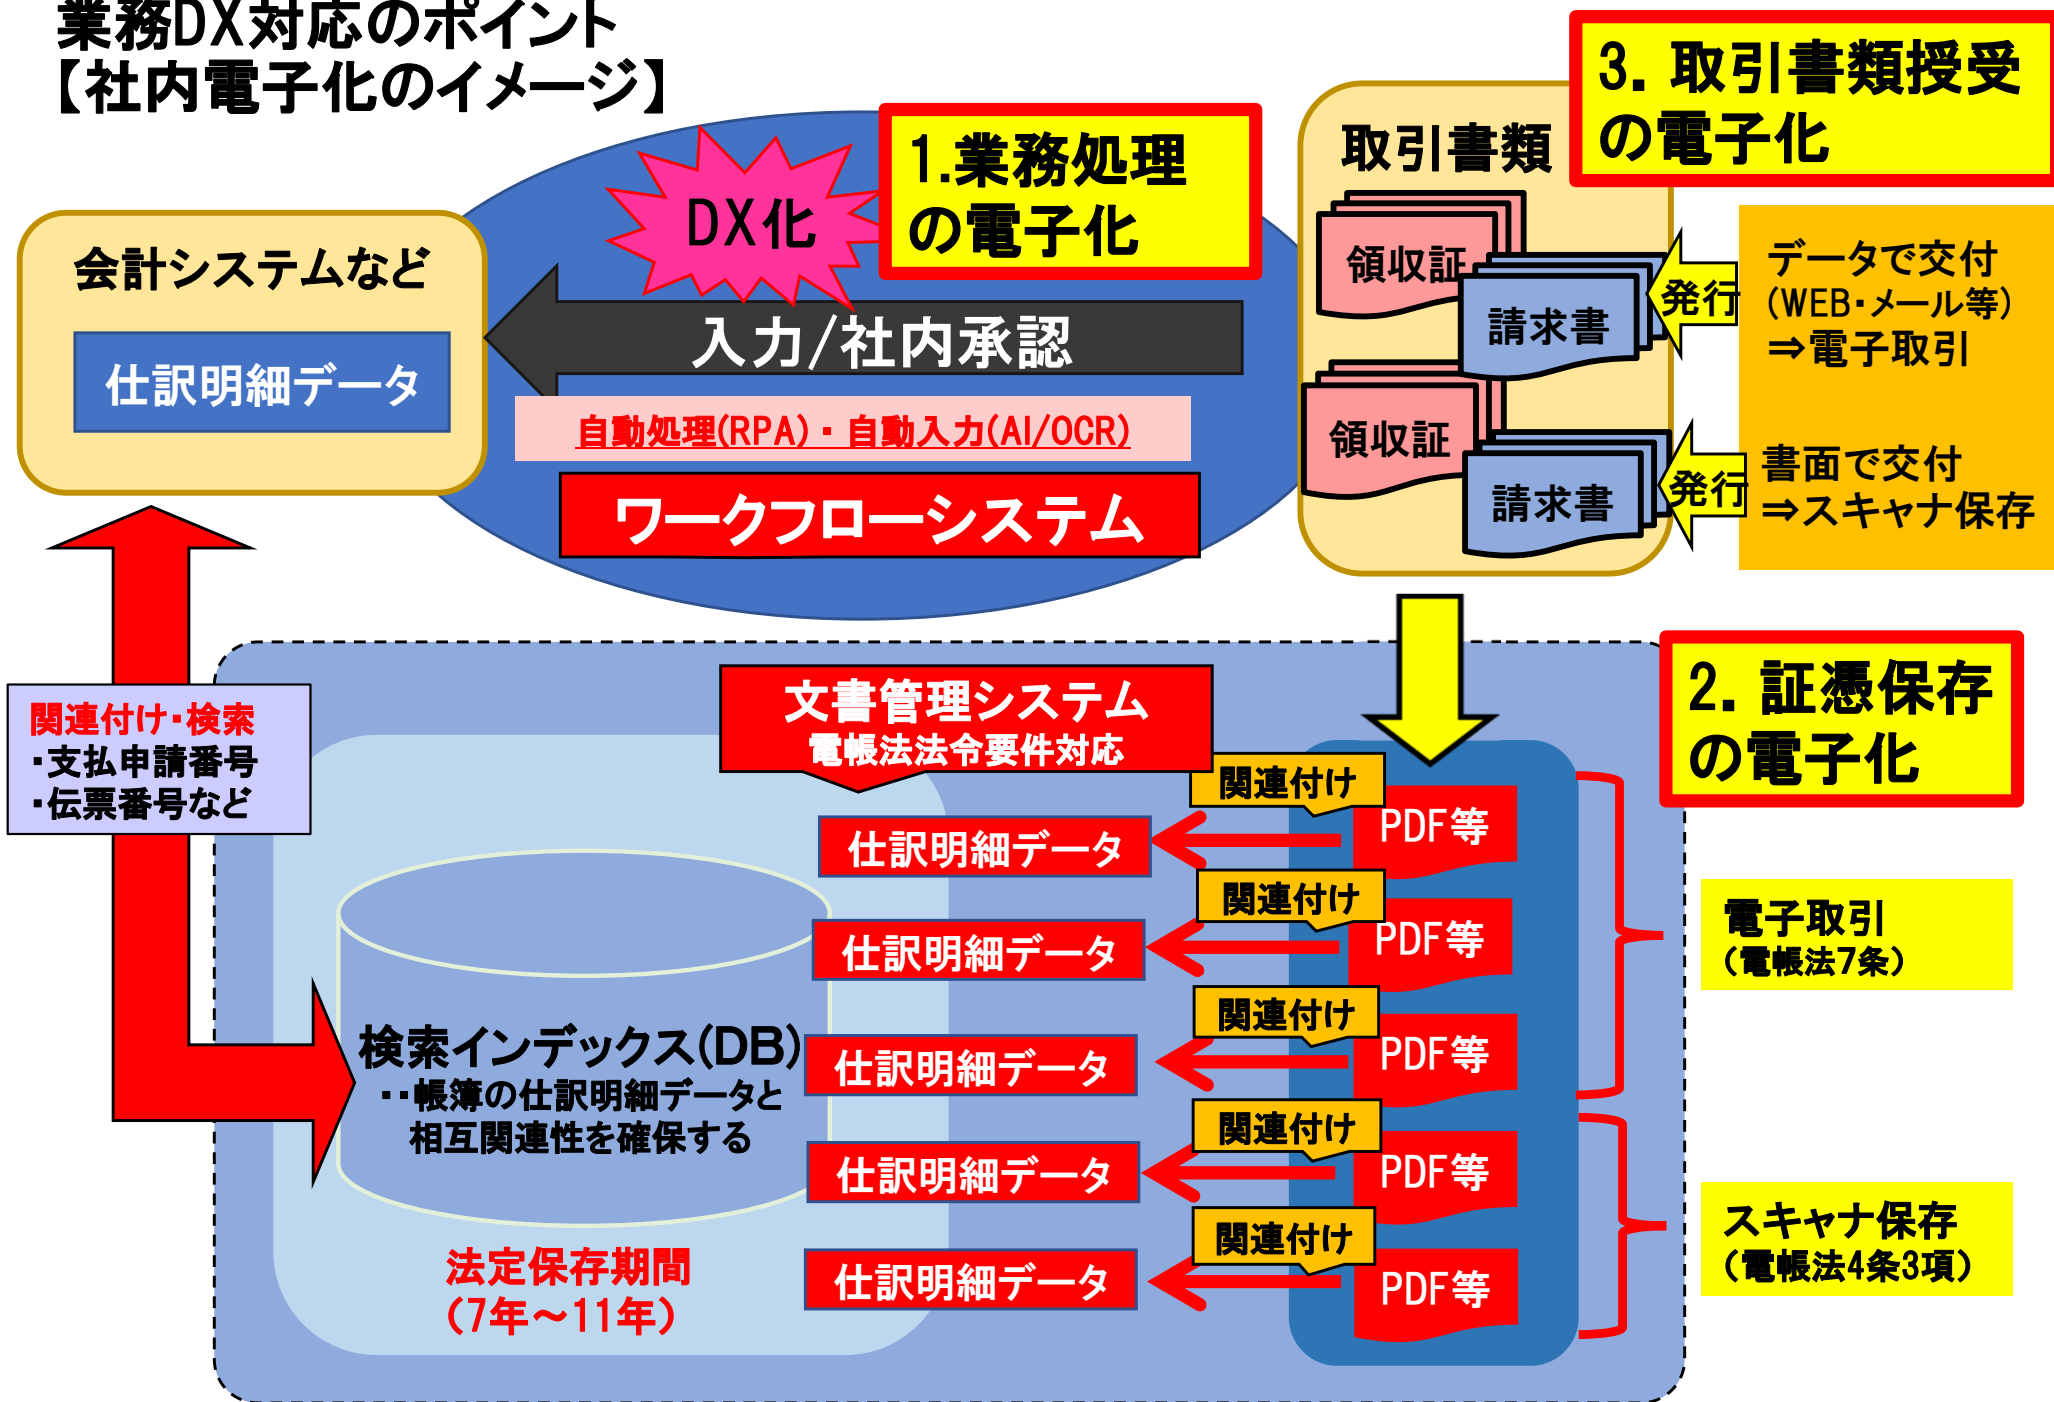 業務DX対応のポイント
【社内電子化のイメージ】
3. 取引書類授受
の電子化
1.業務処理
の電子化
DX化
取引書類
会計システムなど
仕訳明細データ
入力/社内承認
自動処理(RPA)・自動入力(AI/OCR)
ワークフローシステム
領収証
請求書
発行
データで交付
(WEB・メール等)
⇒電子取引
領収証
請求書
発行
書面で交付
⇒スキャナ保存
2. 証憑保存
の電子化
関連付け・検索
・支払申請番号
・伝票番号など
文書管理システム
電帳法法令要件対応
関連付け
PDF等
仕訳明細データ
関連付け
PDF等
仕訳明細データ
関連付け
PDF等
仕訳明細データ
関連付け
PDF等
仕訳明細データ
関連付け
PDF等
仕訳明細データ
検索インデックス(DB)
・・帳簿の仕訳明細データと
相互関連性を確保する
法定保存期間
(7年～11年)
電子取引
(電帳法7条)
スキャナ保存
(電帳法4条3項)